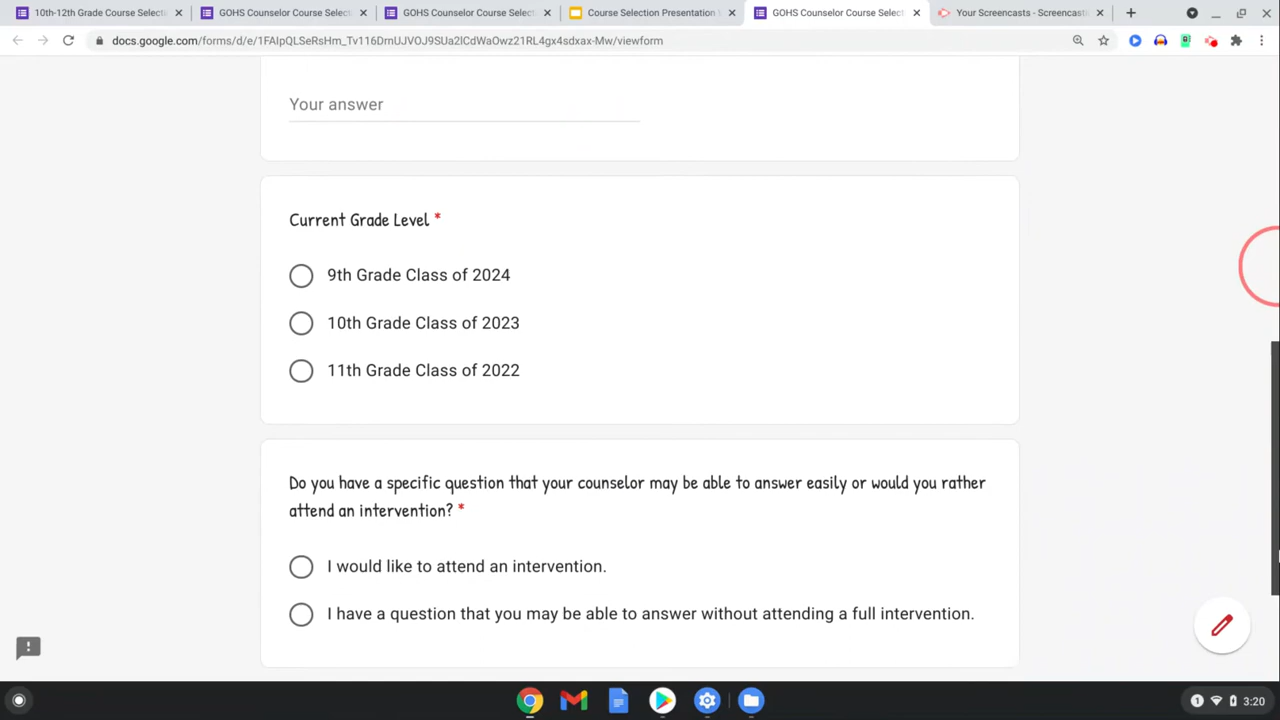 10th-12th Grade Course Selecti
GOHS Counselor Course Select
GOHS Counselor Course Select
Course Selection Presentation
GOHS Counselor Course Select
Your Screencasts - Screencasti
docs.google.com/forms/d/e/1FAIpQLSeRsHm_Tv116DrnUJVOJ9SUa2ICdWaOwz21RL4gx4sdxax-Mw/viewform
Your answer
Current Grade Level *
9th Grade Class of 2024
10th Grade Class of 2023
11th Grade Class of 2022
Do you have a specific question that your counselor may be able to answer easily or would you rather
attend an intervention? *
I would like to attend an intervention.
I have a question that you may be able to answer without attending a full intervention.
1
3:20